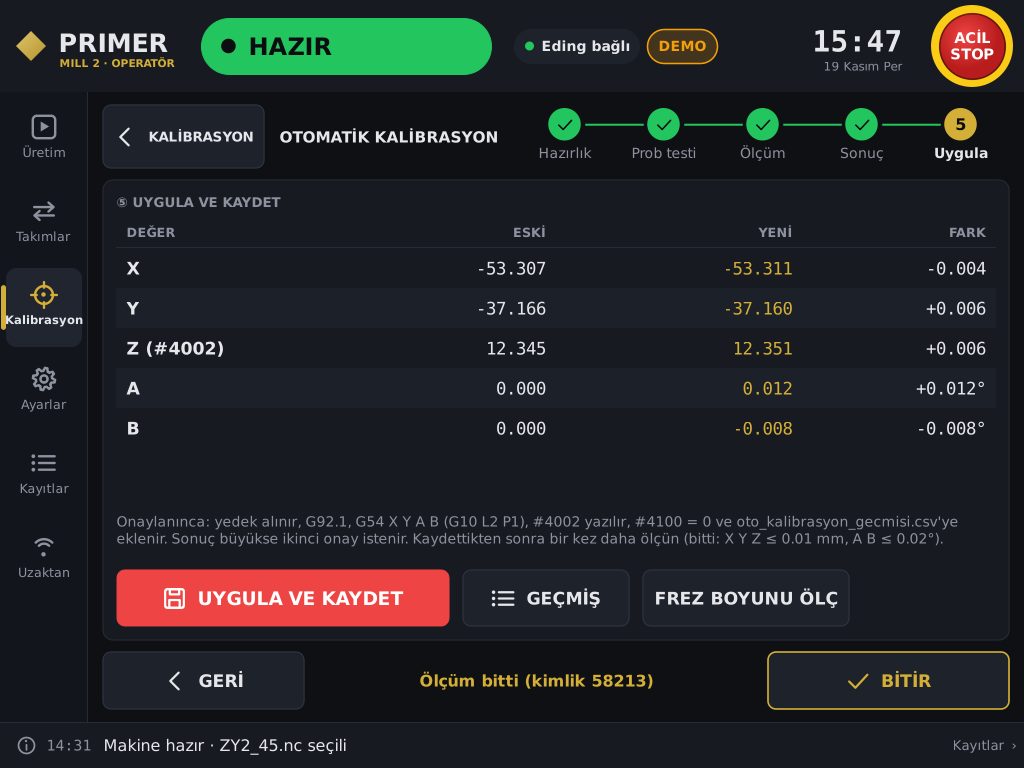 PRIMER
MILL 2 · OPERATÖR
HAZIR
Eding bağlı
DEMO
15:47
19 Kasım Per
ACİL
STOP
Üretim
Takımlar
Kalibrasyon
Ayarlar
Kayıtlar
Uzaktan
KALİBRASYON
OTOMATİK KALİBRASYON
Hazırlık
Prob testi
Ölçüm
Sonuç
5
Uygula
⑤ UYGULA VE KAYDET
DEĞER ESKİ YENİ FARK
X -53.307 -53.311 -0.004
Y -37.166 -37.160 +0.006
Z (#4002) 12.345 12.351 +0.006
A 0.000 0.012 +0.012°
B 0.000 -0.008 -0.008°
Onaylanınca: yedek alınır, G92.1, G54 X Y A B (G10 L2 P1), #4002 yazılır, #4100 = 0 ve oto_kalibrasyon_gecmisi.csv'ye
eklenir. Sonuç büyükse ikinci onay istenir. Kaydettikten sonra bir kez daha ölçün (bitti: X Y Z ≤ 0.01 mm, A B ≤ 0.02°).
UYGULA VE KAYDET
GEÇMİŞ
FREZ BOYUNU ÖLÇ
GERİ
Ölçüm bitti (kimlik 58213)
BİTİR
14:31 Makine hazır · ZY2_45.nc seçili
Kayıtlar ›